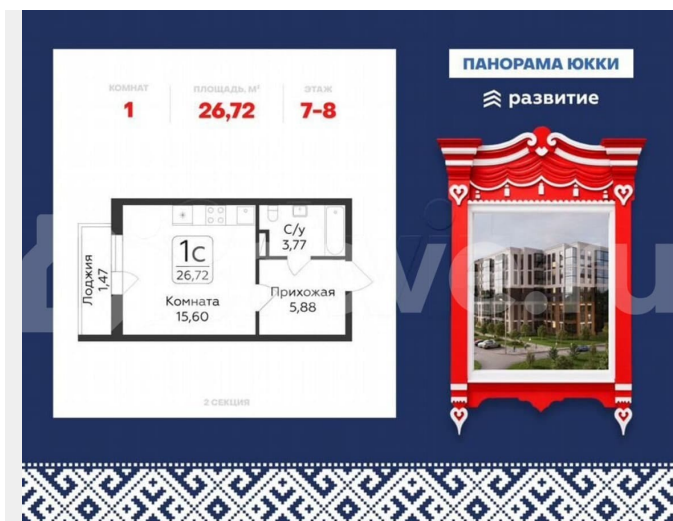 КОМНАТ
1
ПЛОЩАДЬ, М²
26,72
ЭТАЖ
7-8
С/у
3,77
1С
26,72
Лоджия
1,47
Комната
15,60
Прихожая
5,88
2 СЕКЦИЯ
ПАНОРАМА ЮККИ
развитие